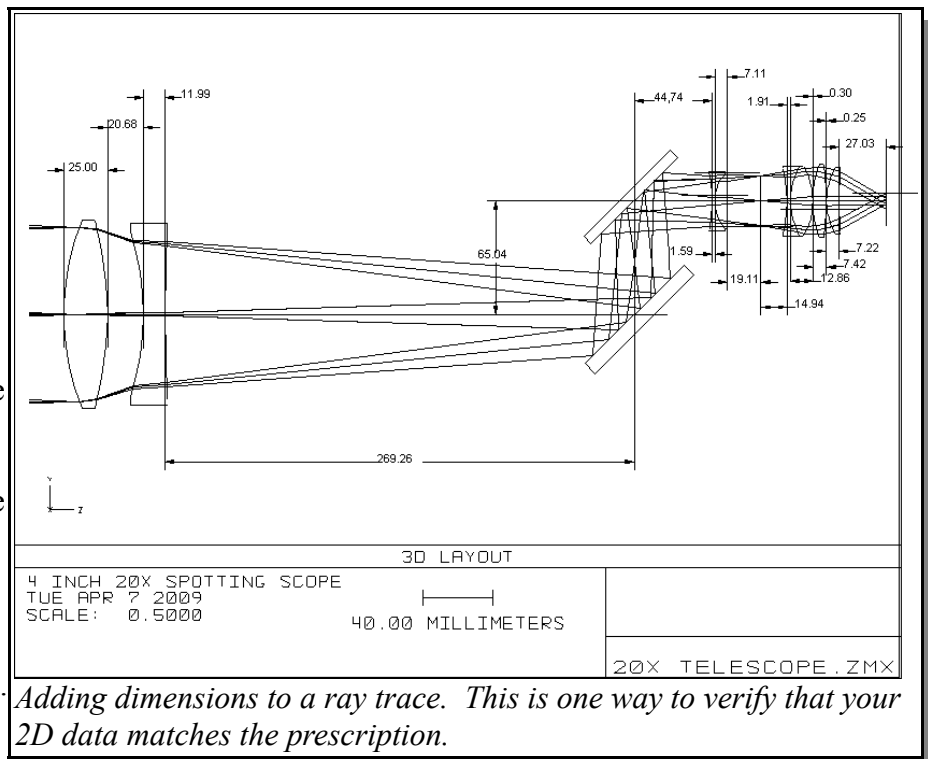 11.99
20.68
25.00
7.11
44,74
1.91
0.30
0.25
27.03
65.04
1.59
19.11
7.22
7.42
12.86
14.94
269.26
Y
Z
3D LAYOUT
4 INCH 20X SPOTTING SCOPE
TUE APR 7 2009
SCALE: 0.5000
40.00 MILLIMETERS
20X TELESCOPE.ZMX
Adding dimensions to a ray trace. This is one way to verify that your
2D data matches the prescription.